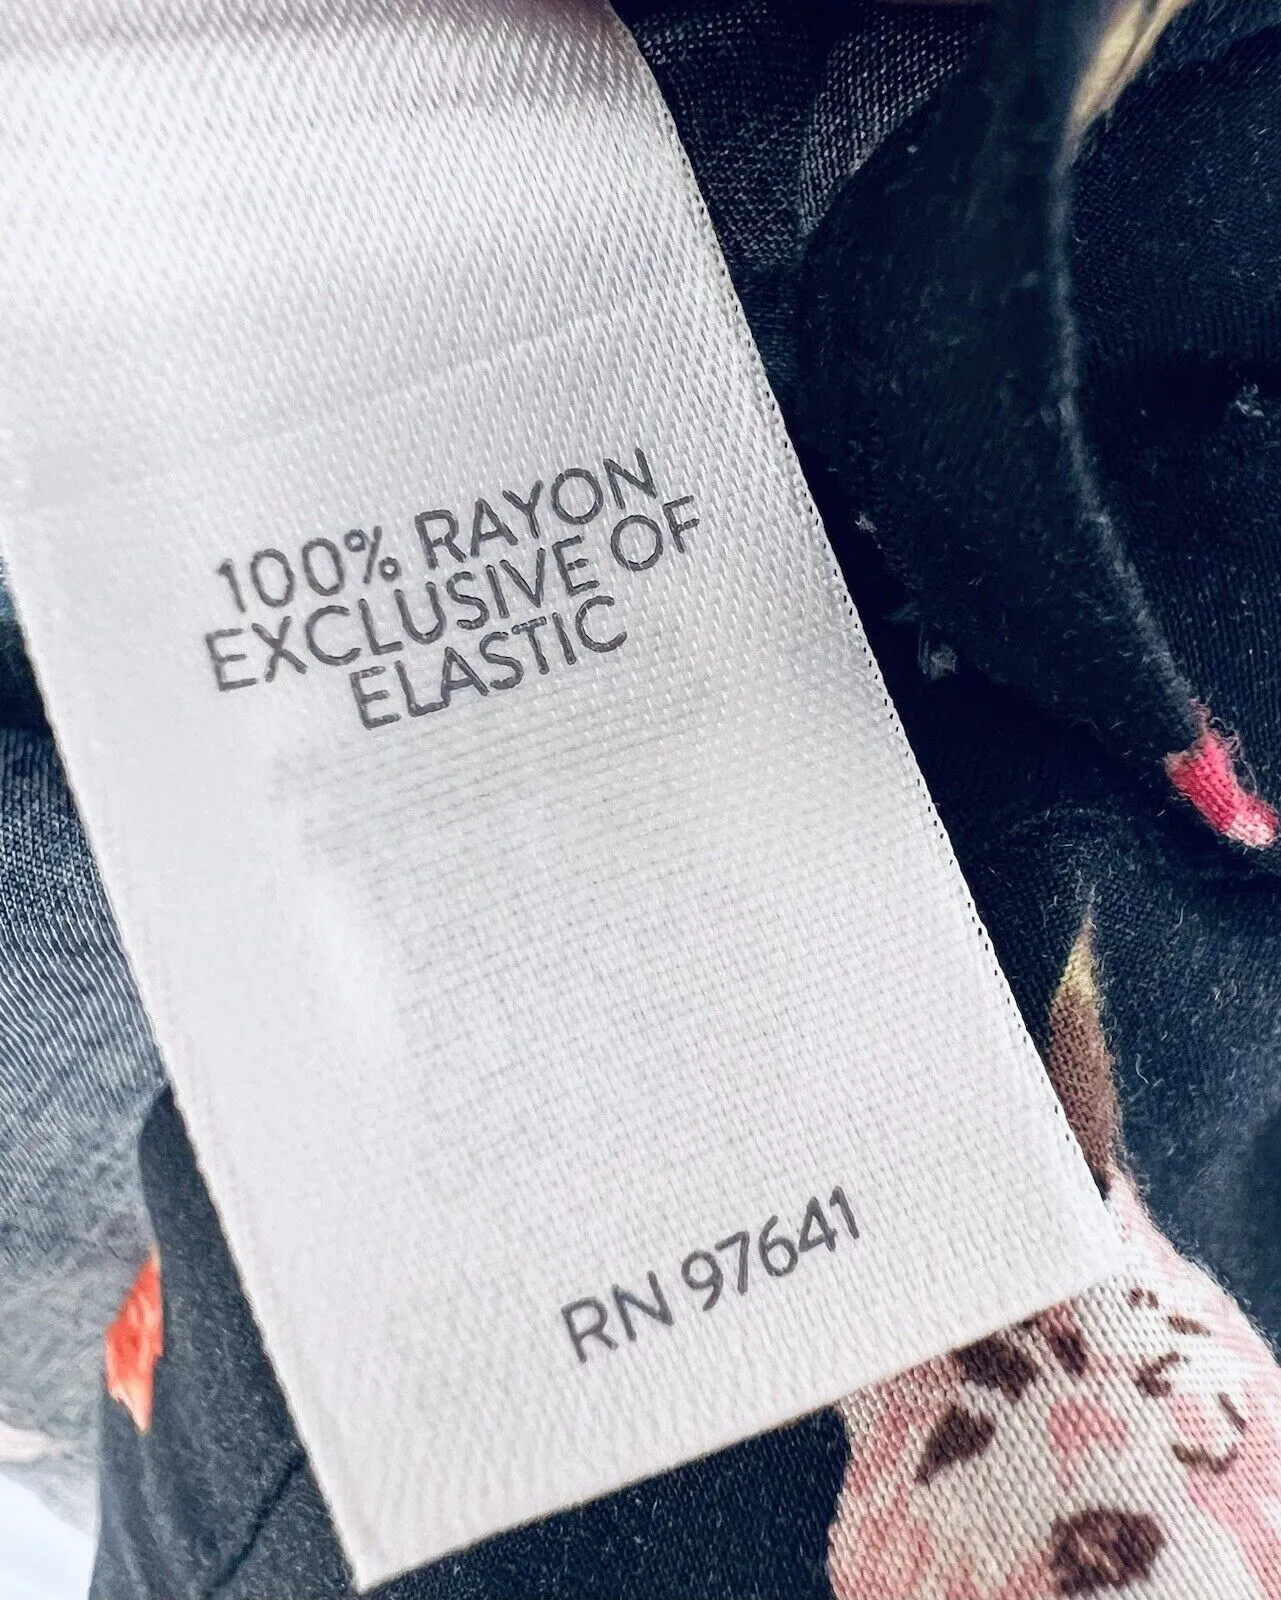 100% RAYON
EXCLUSIVE OF
ELASTIC
RN 97641